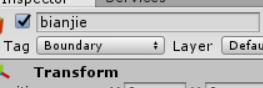 Inspector Services
bianjie
Tag Boundary Layer Defau
Transform